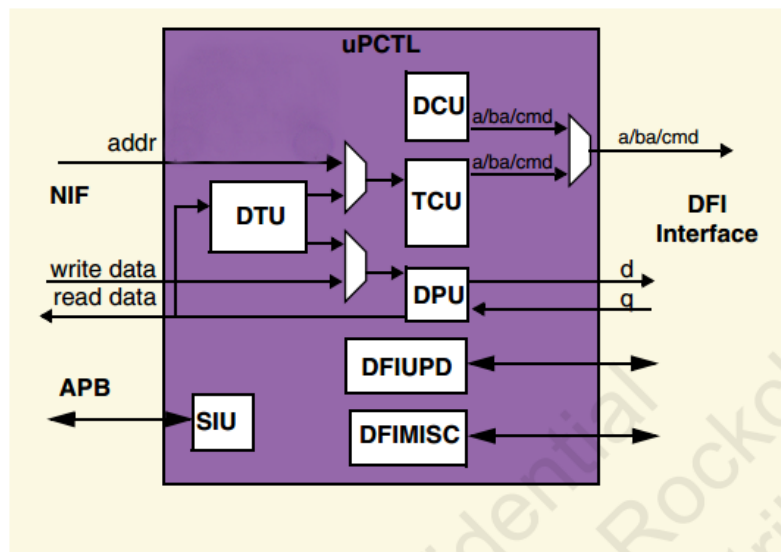 uPCTL
DCU
a/ba/cmd
addr
a/ba/cmd
a/ba/cmd
NIF
DTU
TCU
DFI
Interface
write data
d
read data
DPU
q
DFIUPD
APB
SIU
DFIMISC